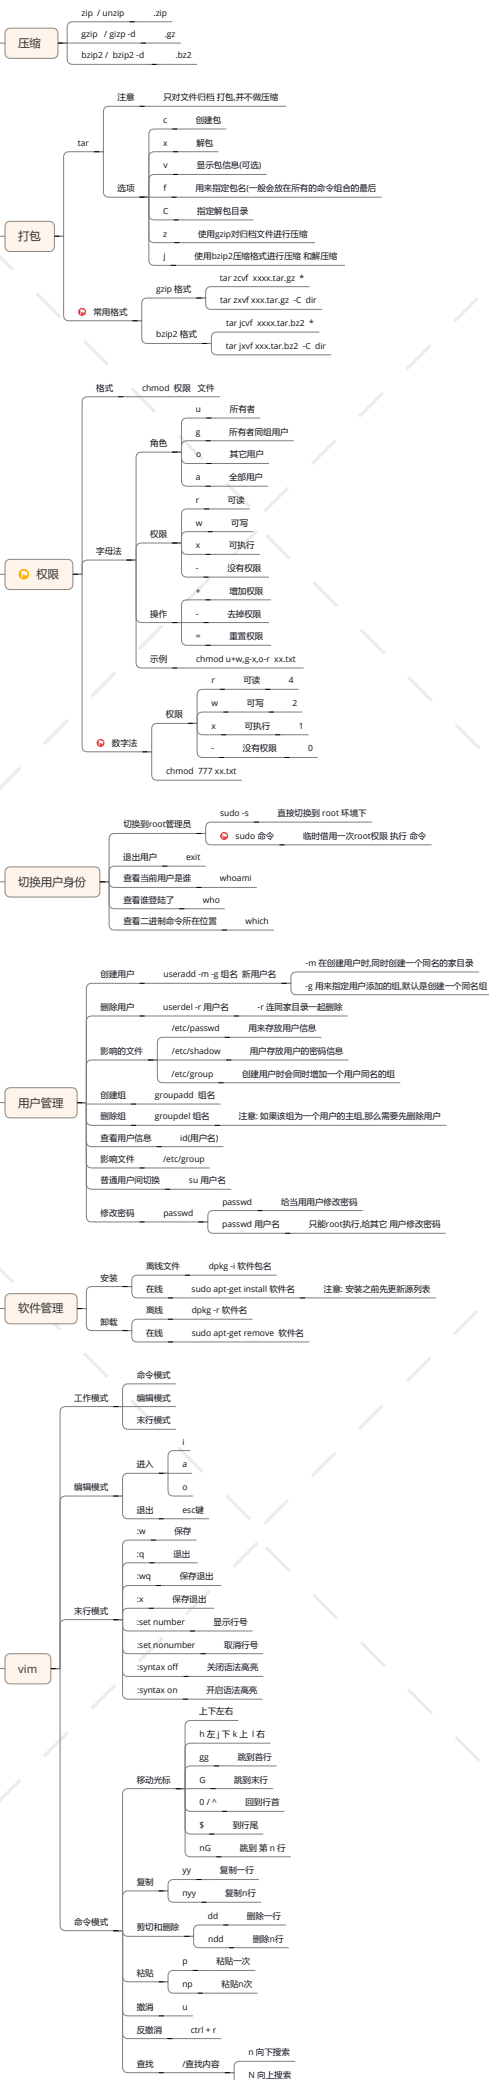 压缩
zip / unzip .zip
gzip / gizp -d .gz
bzip2 / bzip2 -d .bz2
打包
tar
注意 只对文件归档 打包,并不做压缩
选项
c 创建包
x 解包
v 显示包信息(可选)
f 用来指定包名(一般会放在所有的命令组合的最后
C 指定解包目录
z 使用gzip对归档文件进行压缩
j 使用bzip2压缩格式进行压缩 和解压缩
常用格式
gzip 格式
tar zcvf xxxx.tar.gz *
tar zxvf xxx.tar.gz -C dir
bzip2 格式
tar jcvf xxxx.tar.bz2 *
tar jxvf xxx.tar.bz2 -C dir
权限
格式 chmod 权限 文件
字母法
角色
u 所有者
g 所有者同组用户
o 其它用户
a 全部用户
权限
r 可读
w 可写
x 可执行
- 没有权限
操作
+ 增加权限
- 去掉权限
= 重置权限
示例 chmod u+w,g-x,o-r xx.txt
数字法
权限
r 可读 4
w 可写 2
x 可执行 1
- 没有权限 0
chmod 777 xx.txt
切换用户身份
切换到root管理员
sudo -s 直接切换到 root 环境下
sudo 命令 临时借用一次root权限 执行 命令
退出用户 exit
查看当前用户是谁 whoami
查看谁登陆了 who
查看二进制命令所在位置 which
用户管理
创建用户 useradd -m -g 组名 新用户名
-m 在创建用户时,同时创建一个同名的家目录
-g 用来指定用户添加的组,默认是创建一个同名组
删除用户 userdel -r 用户名 -r 连同家目录一起删除
影响的文件
/etc/passwd 用来存放用户信息
/etc/shadow 用户存放用户的密码信息
/etc/group 创建用户时会同时增加一个用户同名的组
创建组 groupadd 组名
删除组 groupdel 组名 注意: 如果该组为一个用户的主组,那么需要先删除用户
查看用户信息 id(用户名)
影响文件 /etc/group
普通用户间切换 su 用户名
修改密码 passwd
passwd 给当用用户修改密码
passwd 用户名 只能root执行,给其它 用户修改密码
软件管理
安装
离线文件 dpkg -i 软件包名
在线 sudo apt-get install 软件名 注意: 安装之前先更新源列表
卸载
离线 dpkg -r 软件名
在线 sudo apt-get remove 软件名
vim
工作模式
命令模式
编辑模式
末行模式
编辑模式
进入
i
a
o
退出 esc键
末行模式
:w 保存
:q 退出
:wq 保存退出
:x 保存退出
:set number 显示行号
:set nonumber 取消行号
:syntax off 关闭语法高亮
:syntax on 开启语法高亮
命令模式
移动光标
上下左右
h 左 j 下 k 上 l 右
gg 跳到首行
G 跳到末行
0 / ^ 回到行首
$ 到行尾
nG 跳到 第 n 行
复制
yy 复制一行
nyy 复制n行
剪切和删除
dd 删除一行
ndd 删除n行
粘贴
p 粘贴一次
np 粘贴n次
撤消 u
反撤消 ctrl + r
查找 /查找内容
n 向下搜索
N 向上搜索